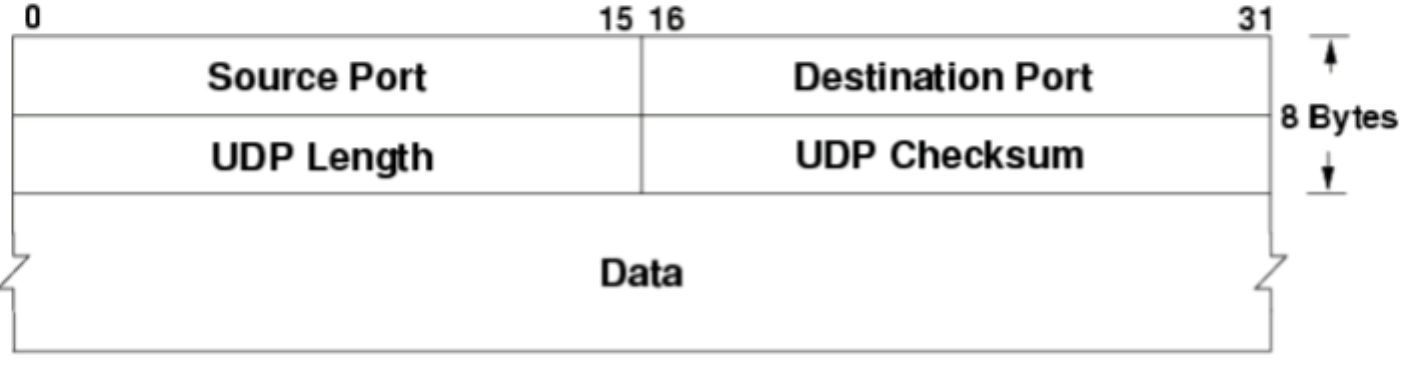 0 15 16 31
Source Port Destination Port
8 Bytes
UDP Length UDP Checksum
Data